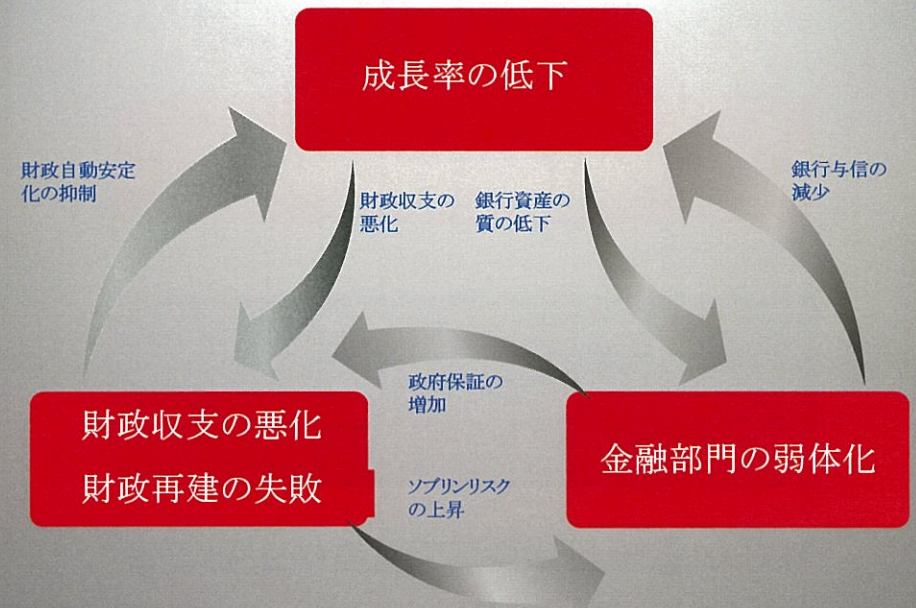 成長率の低下
財政自動安定
化の抑制
財政収支の
悪化
銀行資産の
質の低下
銀行与信の
減少
政府保証の
増加
財政収支の悪化
財政再建の失敗
ソブリンリスク
の上昇
金融部門の弱体化